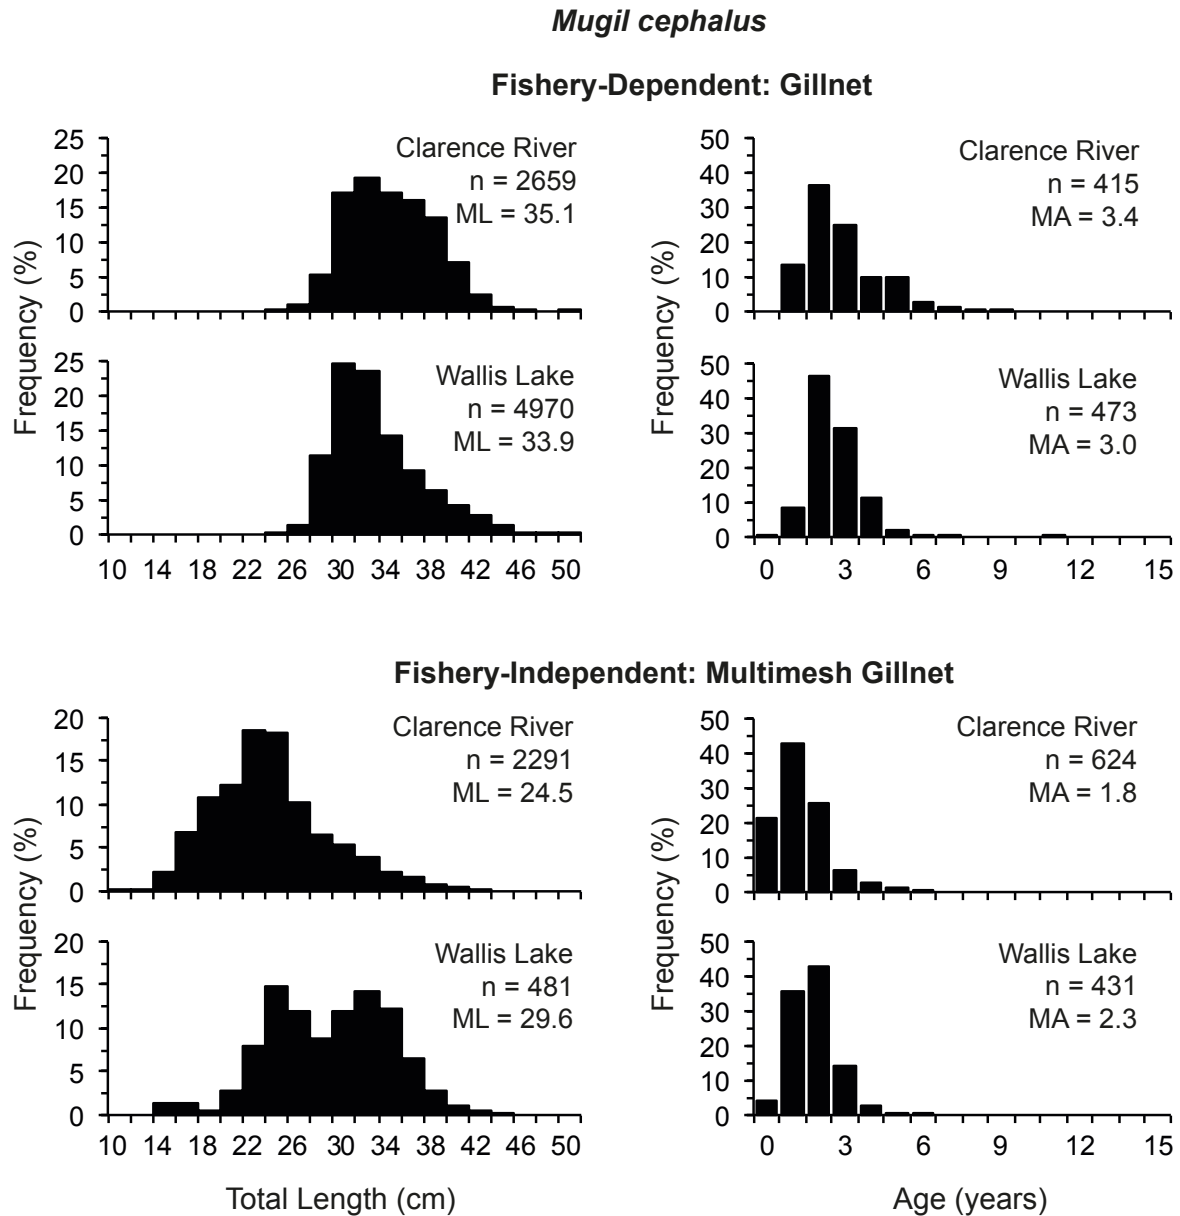 Mugil cephalus
Fishery-Dependent: Gillnet
Frequency (%)
25
20
15
10
5
0
Clarence River
n = 2659
ML = 35.1
25
20
15
10
5
0
Wallis Lake
n = 4970
ML = 33.9
10 14 18 22 26 30 34 38 42 46 50
Frequency (%)
50
40
30
20
10
0
Clarence River
n = 415
MA = 3.4
50
40
30
20
10
0
Wallis Lake
n = 473
MA = 3.0
0 3 6 9 12 15
Fishery-Independent: Multimesh Gillnet
Frequency (%)
20
15
10
5
0
Clarence River
n = 2291
ML = 24.5
20
15
10
5
0
Wallis Lake
n = 481
ML = 29.6
10 14 18 22 26 30 34 38 42 46 50
Total Length (cm)
Frequency (%)
50
40
30
20
10
0
Clarence River
n = 624
MA = 1.8
50
40
30
20
10
0
Wallis Lake
n = 431
MA = 2.3
0 3 6 9 12 15
Age (years)